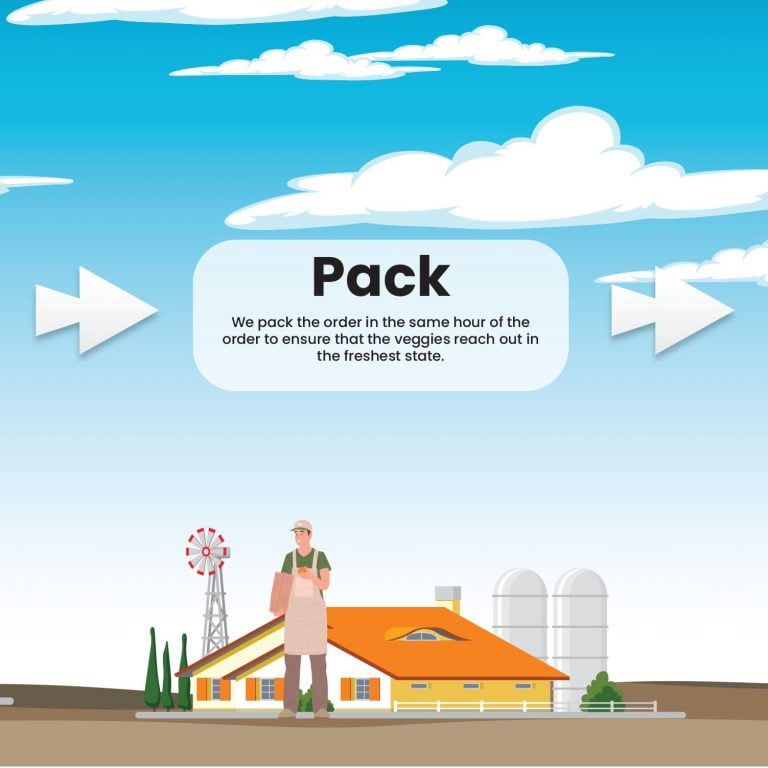 Pack
We pack the order in the same hour of the
order to ensure that the veggies reach out in
the freshest state.